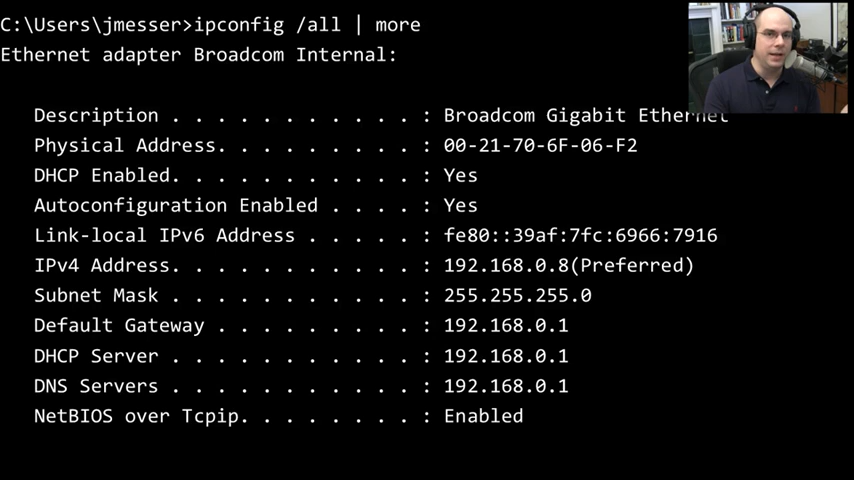 C:\Users\jmesser>ipconfig /all | more
Ethernet adapter Broadcom Internal:
Description . . . . . . . . . . . : Broadcom Gigabit Ethernet
Physical Address. . . . . . . . . : 00-21-70-6F-06-F2
DHCP Enabled. . . . . . . . . . . : Yes
Autoconfiguration Enabled . . . . : Yes
Link-local IPv6 Address . . . . . : fe80::39af:7fc:6966:7916
IPv4 Address. . . . . . . . . . . : 192.168.0.8(Preferred)
Subnet Mask . . . . . . . . . . . : 255.255.255.0
Default Gateway . . . . . . . . . : 192.168.0.1
DHCP Server . . . . . . . . . . . : 192.168.0.1
DNS Servers . . . . . . . . . . . : 192.168.0.1
NetBIOS over Tcpip. . . . . . . . : Enabled